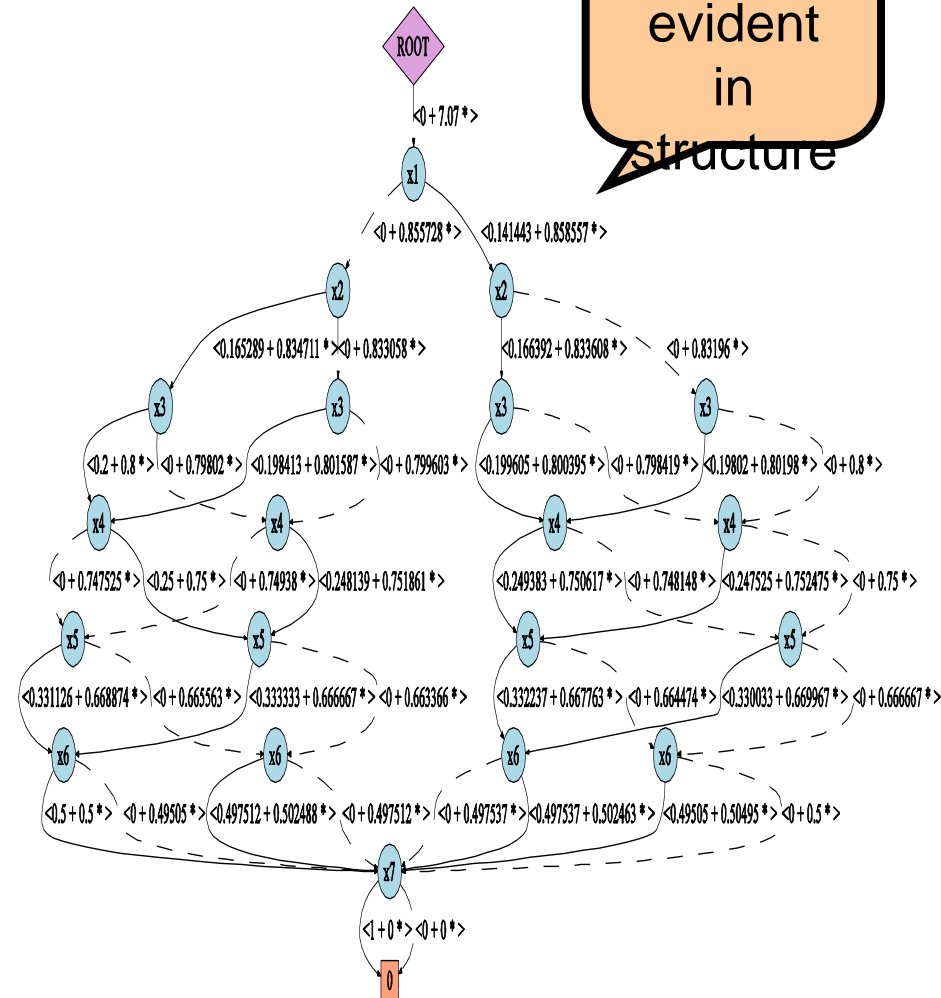 evident
in
structure
ROOT
<0 + 7.07 * >
x1
<0 + 0.855728 * > <0.141443 + 0.858557 * >
x2 x2
<0.165289 + 0.834711 * > <0 + 0.833058 * > <0.166392 + 0.833608 * > <0 + 0.83196 * >
x3 x3 x3 x3
<0.2 + 0.8 * > <0 + 0.79802 * > <0.198413 + 0.801587 * > <0 + 0.799603 * > <0.199605 + 0.800395 * > <0 + 0.798419 * > <0.19802 + 0.80198 * > <0 + 0.8 * >
x4 x4 x4 x4
<0 + 0.747525 * > <0.25 + 0.75 * > <0 + 0.74938 * > <0.248139 + 0.751861 * > <0.249383 + 0.750617 * > <0 + 0.748148 * > <0.247525 + 0.752475 * > <0 + 0.75 * >
x5 x5 x5 x5
<0.331126 + 0.668874 * > <0 + 0.665563 * > <0.333333 + 0.666667 * > <0 + 0.663366 * > <0.332237 + 0.667763 * > <0 + 0.664474 * > <0.330033 + 0.669967 * > <0 + 0.666667 * >
x6 x6 x6 x6
<0.5 + 0.5 * > <0 + 0.49505 * > <0.497512 + 0.502488 * > <0 + 0.497512 * > <0 + 0.497537 * > <0.497537 + 0.502463 * > <0.49505 + 0.50495 * > <0 + 0.5 * >
x7
<1 + 0 * > <0 + 0 * >
0